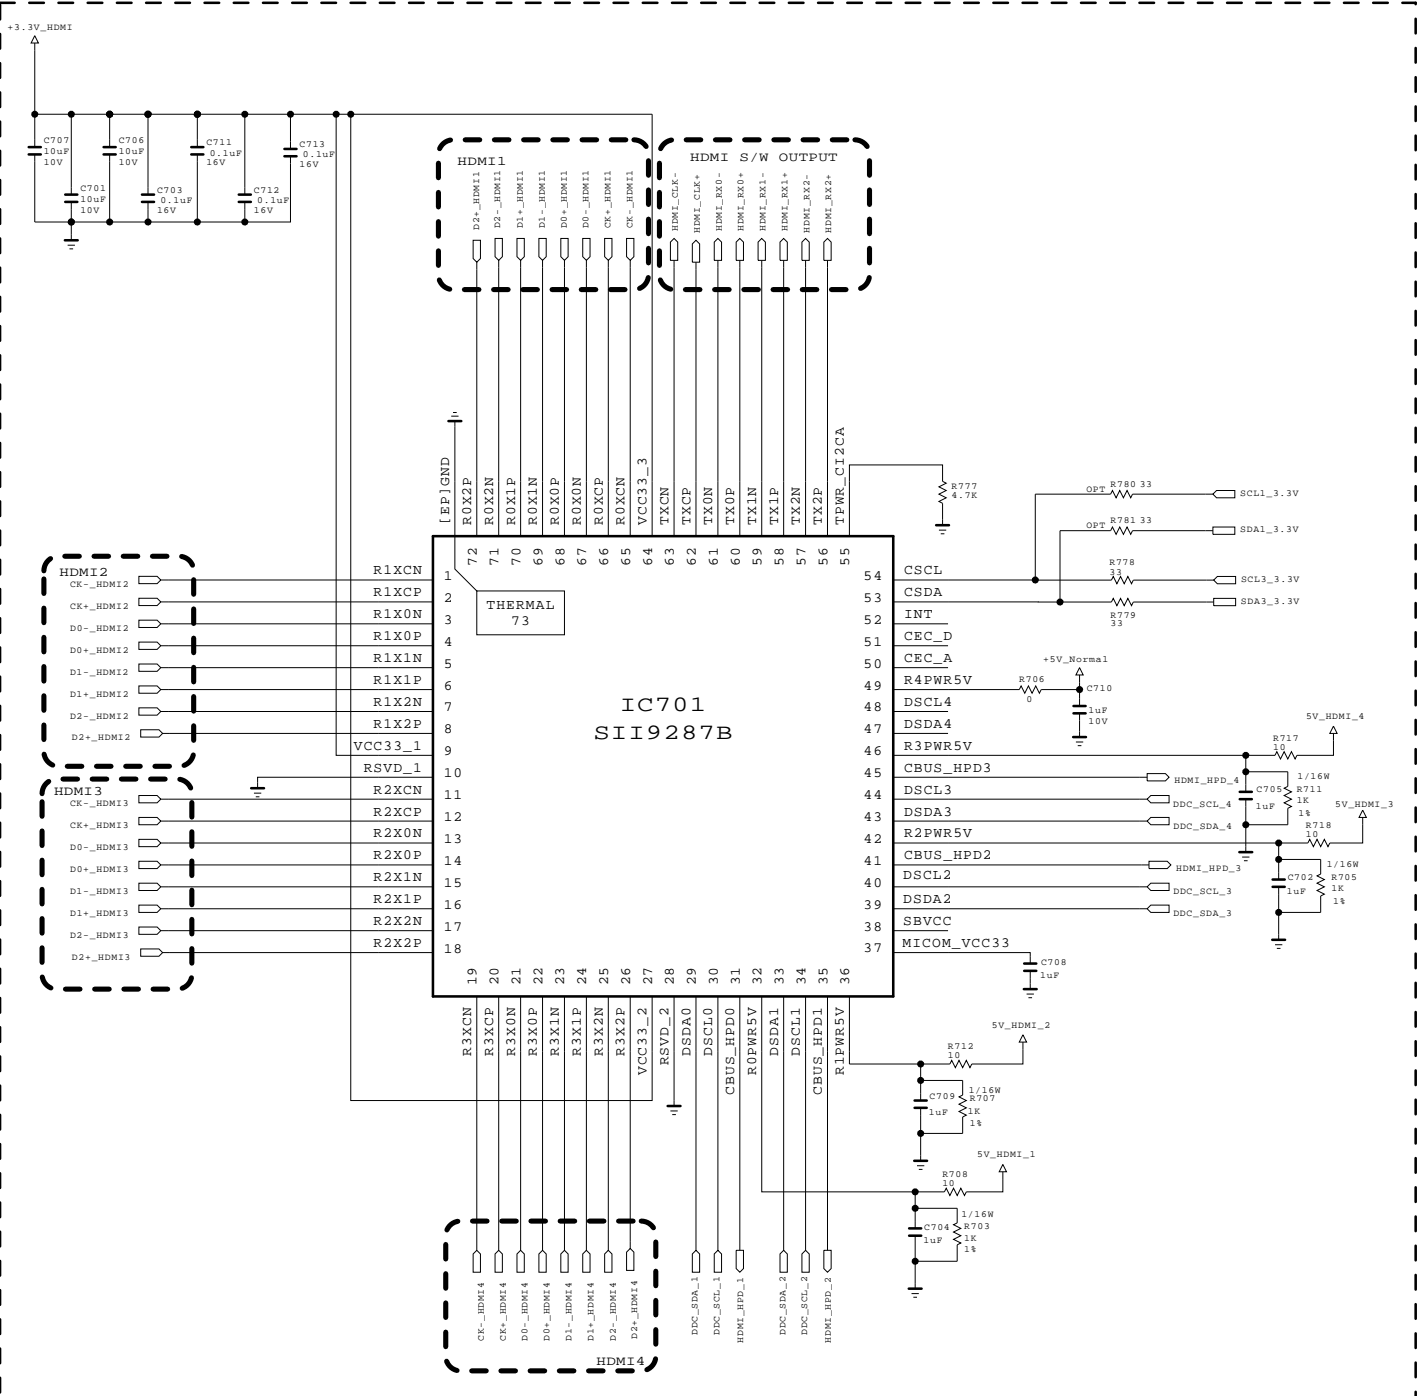 +3.3V_HDMI
C707
10uF
10V
C706
10uF
10V
C711
0.1uF
16V
C713
0.1uF
16V
C701
10uF
10V
C703
0.1uF
16V
C712
0.1uF
16V
HDMI1
D2+_HDMI1
D2-_HDMI1
D1+_HDMI1
D1-_HDMI1
D0+_HDMI1
D0-_HDMI1
CK+_HDMI1
CK-_HDMI1
HDMI S/W OUTPUT
HDMI_CLK-
HDMI_CLK+
HDMI_RX0-
HDMI_RX0+
HDMI_RX1-
HDMI_RX1+
HDMI_RX2-
HDMI_RX2+
[EP]GND
R0X2P
R0X2N
R0X1P
R0X1N
R0X0P
R0X0N
R0XCP
R0XCN
VCC33_3
TXCN
TXCP
TX0N
TX0P
TX1N
TX1P
TX2N
TX2P
TPWR_CI2CA
72
71
70
69
68
67
66
65
64
63
62
61
60
59
58
57
56
55
R777
4.7K
OPT
R780 33
SCL1_3.3V
OPT
R781 33
SDA1_3.3V
R778
33
SCL3_3.3V
R779
33
SDA3_3.3V
HDMI2
CK-_HDMI2
CK+_HDMI2
D0-_HDMI2
D0+_HDMI2
D1-_HDMI2
D1+_HDMI2
D2-_HDMI2
D2+_HDMI2
HDMI3
CK-_HDMI3
CK+_HDMI3
D0-_HDMI3
D0+_HDMI3
D1-_HDMI3
D1+_HDMI3
D2-_HDMI3
D2+_HDMI3
R1XCN 1
R1XCP 2
R1X0N 3
R1X0P 4
R1X1N 5
R1X1P 6
R1X2N 7
R1X2P 8
VCC33_1 9
RSVD_1 10
R2XCN 11
R2XCP 12
R2X0N 13
R2X0P 14
R2X1N 15
R2X1P 16
R2X2N 17
R2X2P 18
THERMAL
73
IC701
SII9287B
54 CSCL
53 CSDA
52 INT
51 CEC_D
50 CEC_A
49 R4PWR5V
48 DSCL4
47 DSDA4
46 R3PWR5V
45 CBUS_HPD3
44 DSCL3
43 DSDA3
42 R2PWR5V
41 CBUS_HPD2
40 DSCL2
39 DSDA2
38 SBVCC
37 MICOM_VCC33
+5V_Normal
R706
0
C710
1uF
10V
5V_HDMI_4
R717
10
HDMI_HPD_4
DDC_SCL_4
DDC_SDA_4
C705
1uF
1/16W
R711
1K
1%
5V_HDMI_3
R718
10
HDMI_HPD_3
DDC_SCL_3
DDC_SDA_3
C702
1uF
1/16W
R705
1K
1%
C708
1uF
19
20
21
22
23
24
25
26
27
28
29
30
31
32
33
34
35
36
R3XCN
R3XCP
R3X0N
R3X0P
R3X1N
R3X1P
R3X2N
R3X2P
VCC33_2
RSVD_2
DSDA0
DSCL0
CBUS_HPD0
R0PWR5V
DSDA1
DSCL1
CBUS_HPD1
R1PWR5V
5V_HDMI_2
R712
10
C709
1uF
1/16W
R707
1K
1%
5V_HDMI_1
R708
10
C704
1uF
1/16W
R703
1K
1%
CK-_HDMI4
CK+_HDMI4
D0-_HDMI4
D0+_HDMI4
D1-_HDMI4
D1+_HDMI4
D2-_HDMI4
D2+_HDMI4
HDMI4
DDC_SDA_1
DDC_SCL_1
HDMI_HPD_1
DDC_SDA_2
DDC_SCL_2
HDMI_HPD_2